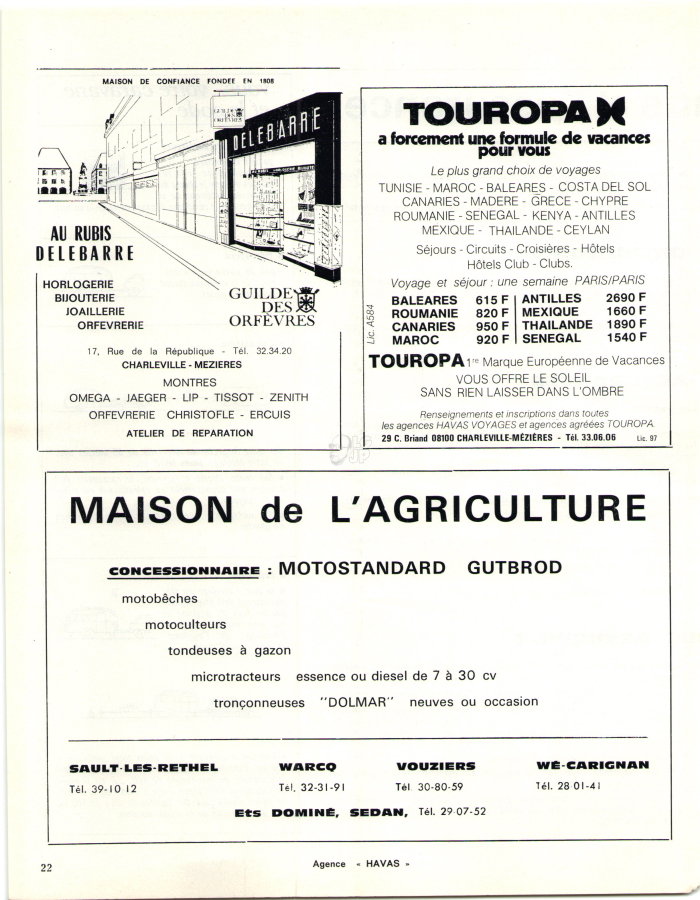 MAISON DE CONFIANCE FONDEE EN 1808
GUILDE
DES
ORFÈVRES
DELEBARRE
AU RUBIS
DELEBARRE
HORLOGERIE
BIJOUTERIE
JOAILLERIE
ORFEVRERIE
GUILDE
DES
ORFÈVRES
17, Rue de la République - Tél. 32.34.20
CHARLEVILLE - MEZIERES
MONTRES
OMEGA - JAEGER - LIP - TISSOT - ZENITH
ORFEVRERIE CHRISTOFLE - ERCUIS
ATELIER DE REPARATION
TOUROPA
a forcement une formule de vacances
pour vous
Le plus grand choix de voyages
TUNISIE - MAROC - BALEARES - COSTA DEL SOL
CANARIES - MADERE - GRECE - CHYPRE
ROUMANIE - SENEGAL - KENYA - ANTILLES
MEXIQUE - THAILANDE - CEYLAN
Séjours - Circuits - Croisières - Hôtels
Hôtels Club - Clubs.
Voyage et séjour : une semaine PARIS/PARIS
BALEARES 615 F ANTILLES 2690 F
ROUMANIE 820 F MEXIQUE 1660 F
CANARIES 950 F THAILANDE 1890 F
MAROC 920 F SENEGAL 1540 F
Lic. A584
TOUROPA 1re Marque Européenne de Vacances
VOUS OFFRE LE SOLEIL
SANS RIEN LAISSER DANS L'OMBRE
Renseignements et inscriptions dans toutes
les agences HAVAS VOYAGES et agences agréées TOUROPA
29 C. Briand 08100 CHARLEVILLE-MÉZIÈRES - Tél. 33.06.06 Lic. 97
MAISON de L'AGRICULTURE
CONCESSIONNAIRE : MOTOSTANDARD GUTBROD
motobêches
motoculteurs
tondeuses à gazon
microtracteurs essence ou diesel de 7 à 30 cv
tronçonneuses "DOLMAR" neuves ou occasion
SAULT-LES-RETHEL WARCQ VOUZIERS WÉ-CARIGNAN
Tél. 39-10 12 Tél. 32-31-91 Tél 30-80-59 Tél. 28-01-41
Ets DOMINÉ, SEDAN, Tél. 29-07-52
22
Agence « HAVAS »